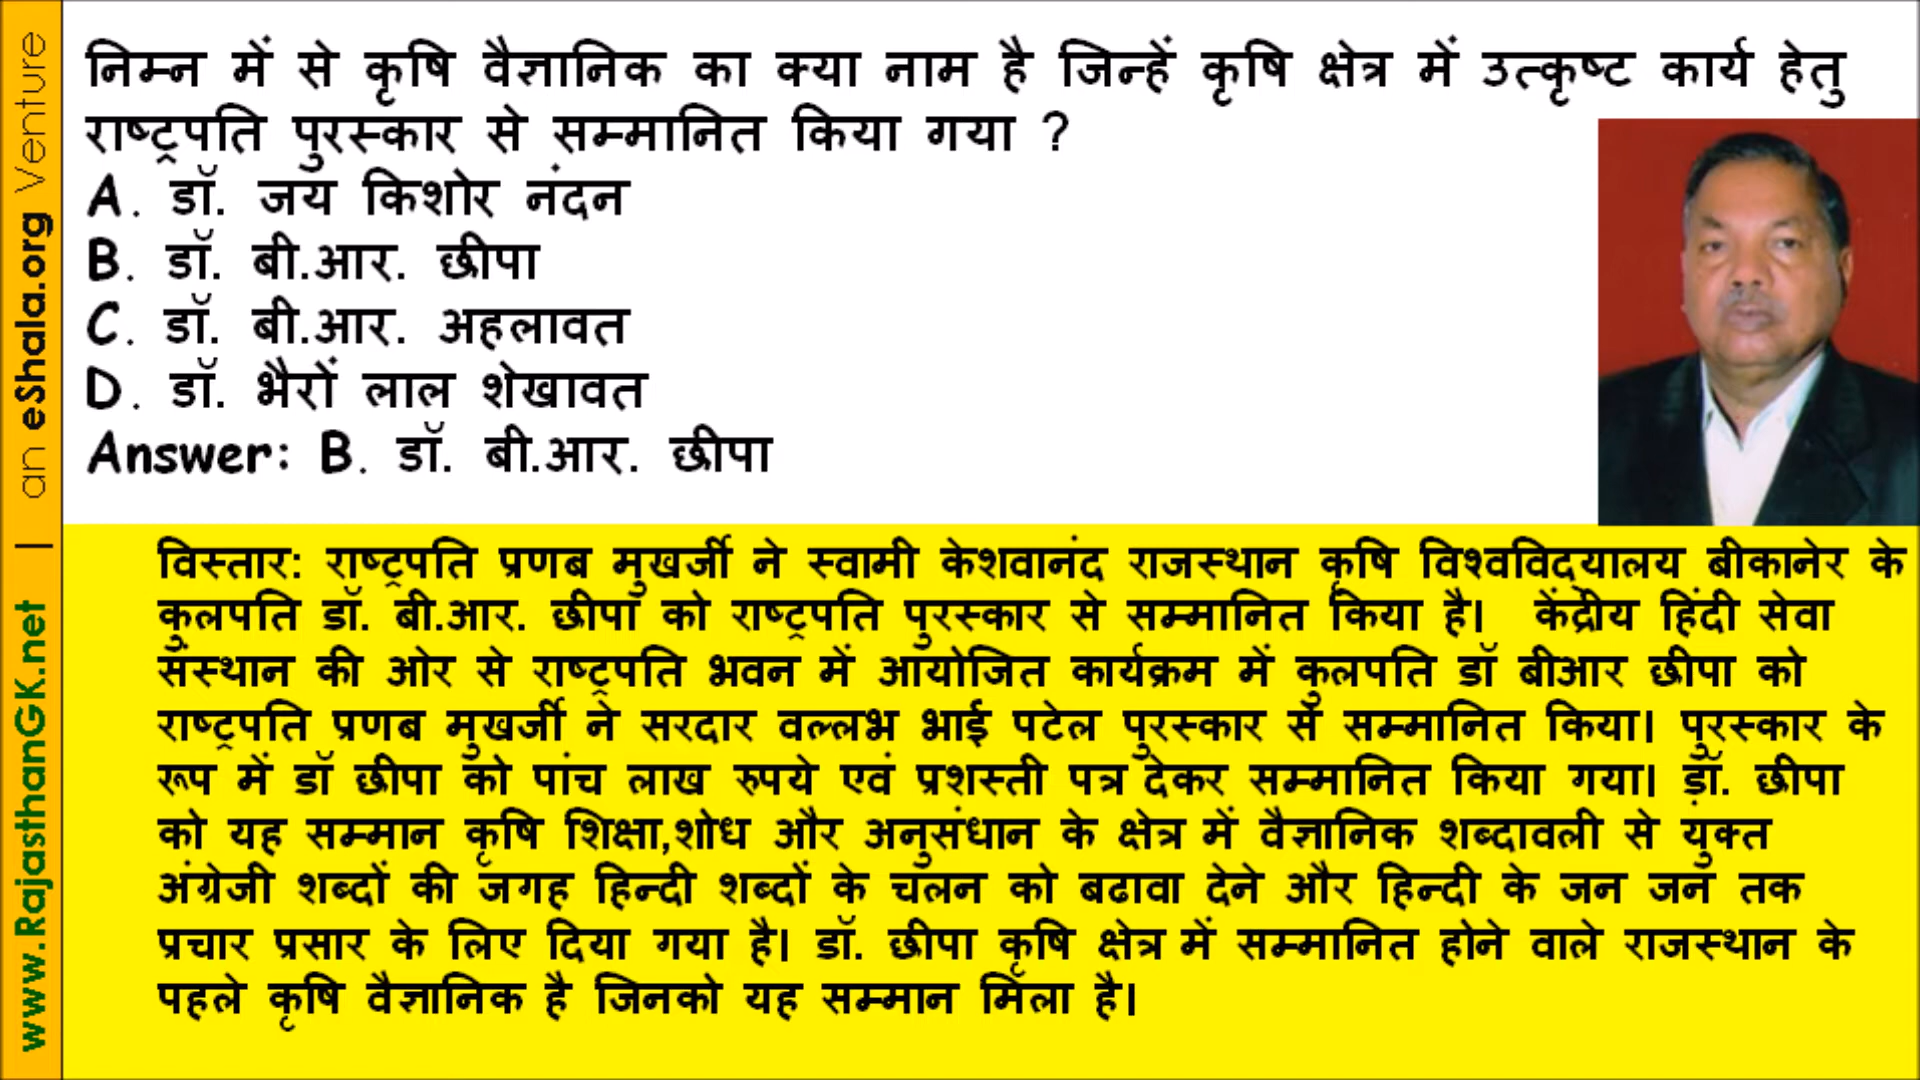 निम्न में से कृषि वैज्ञानिक का क्या नाम है जिन्हें कृषि क्षेत्र में उत्कृष्ट कार्य हेतु
राष्ट्रपति पुरस्कार से सम्मानित किया गया ?
A. डॉ. जय किशोर नंदन
B. डॉ. बी.आर. छीपा
C. डॉ. बी.आर. अहलावत
D. डॉ. भैरों लाल शेखावत
Answer: B. डॉ. बी.आर. छीपा
विस्तार: राष्ट्रपति प्रणब मुखर्जी ने स्वामी केशवानंद राजस्थान कृषि विश्वविद्यालय बीकानेर के
कुलपति डॉ. बी.आर. छीपा को राष्ट्रपति पुरस्कार से सम्मानित किया है। केंद्रीय हिंदी सेवा
संस्थान की ओर से राष्ट्रपति भवन में आयोजित कार्यक्रम में कुलपति डॉ बीआर छीपा को
राष्ट्रपति प्रणब मुखर्जी ने सरदार वल्लभ भाई पटेल पुरस्कार से सम्मानित किया। पुरस्कार के
रूप में डॉ छीपा को पांच लाख रुपये एवं प्रशस्ती पत्र देकर सम्मानित किया गया। ड़ॉ. छीपा
को यह सम्मान कृषि शिक्षा,शोध और अनुसंधान के क्षेत्र में वैज्ञानिक शब्दावली से युक्त
अंग्रेजी शब्दों की जगह हिन्दी शब्दों के चलन को बढावा देने और हिन्दी के जन जन तक
प्रचार प्रसार के लिए दिया गया है। डॉ. छीपा कृषि क्षेत्र में सम्मानित होने वाले राजस्थान के
पहले कृषि वैज्ञानिक है जिनको यह सम्मान मिला है।
www.RajasthanGK.net | an eShala.org Venture